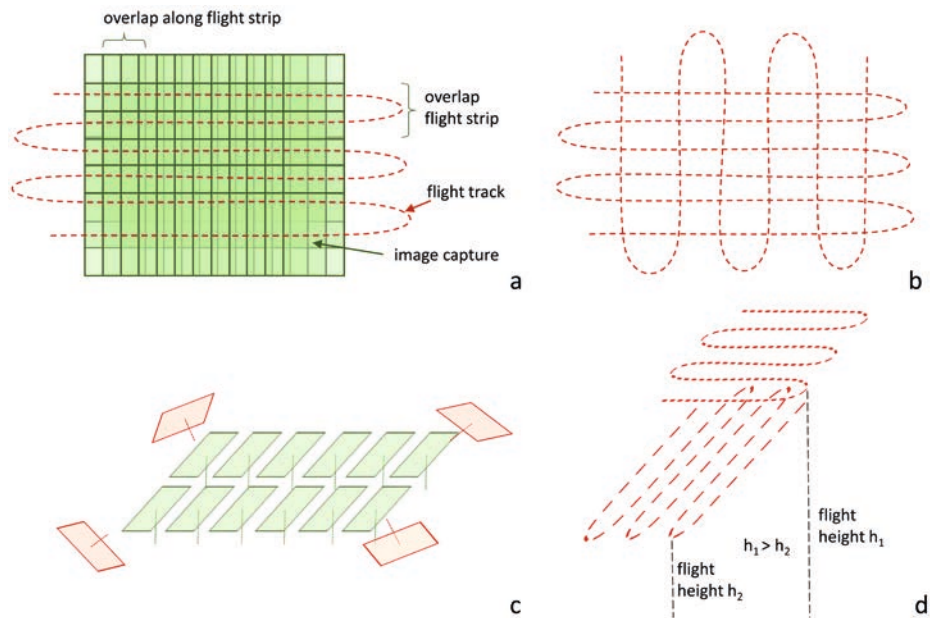 overlap along flight strip
overlap
flight strip
flight track
image capture
a
b
c
flight
height h₁
h₁ > h₂
flight
height h₂
d